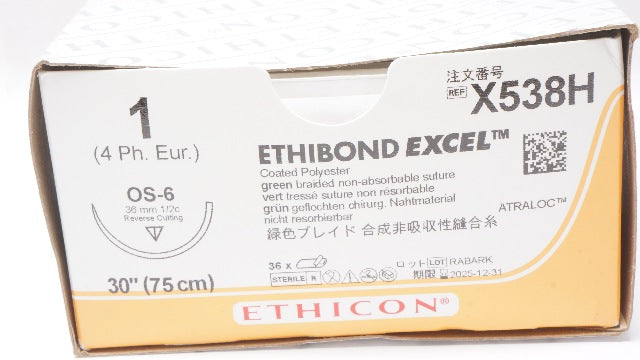 1
(4 Ph. Eur.)
OS-6
36 mm 1/2c
Reverse Cutting
30" (75 cm)
注文番号
REF X538H
ETHIBOND EXCEL™
Coated Polyester
green braided non-absorbable suture
vert tressé suture non résorbable
grün geflochten chirurg. Nahtmaterial
nicht resorbierbar
緑色ブレイド 合成非吸収性縫合糸
ATRALOC™
36 x
STERILE R
ロット LOT RABARK
期限 2025-12-31
ETHICON®